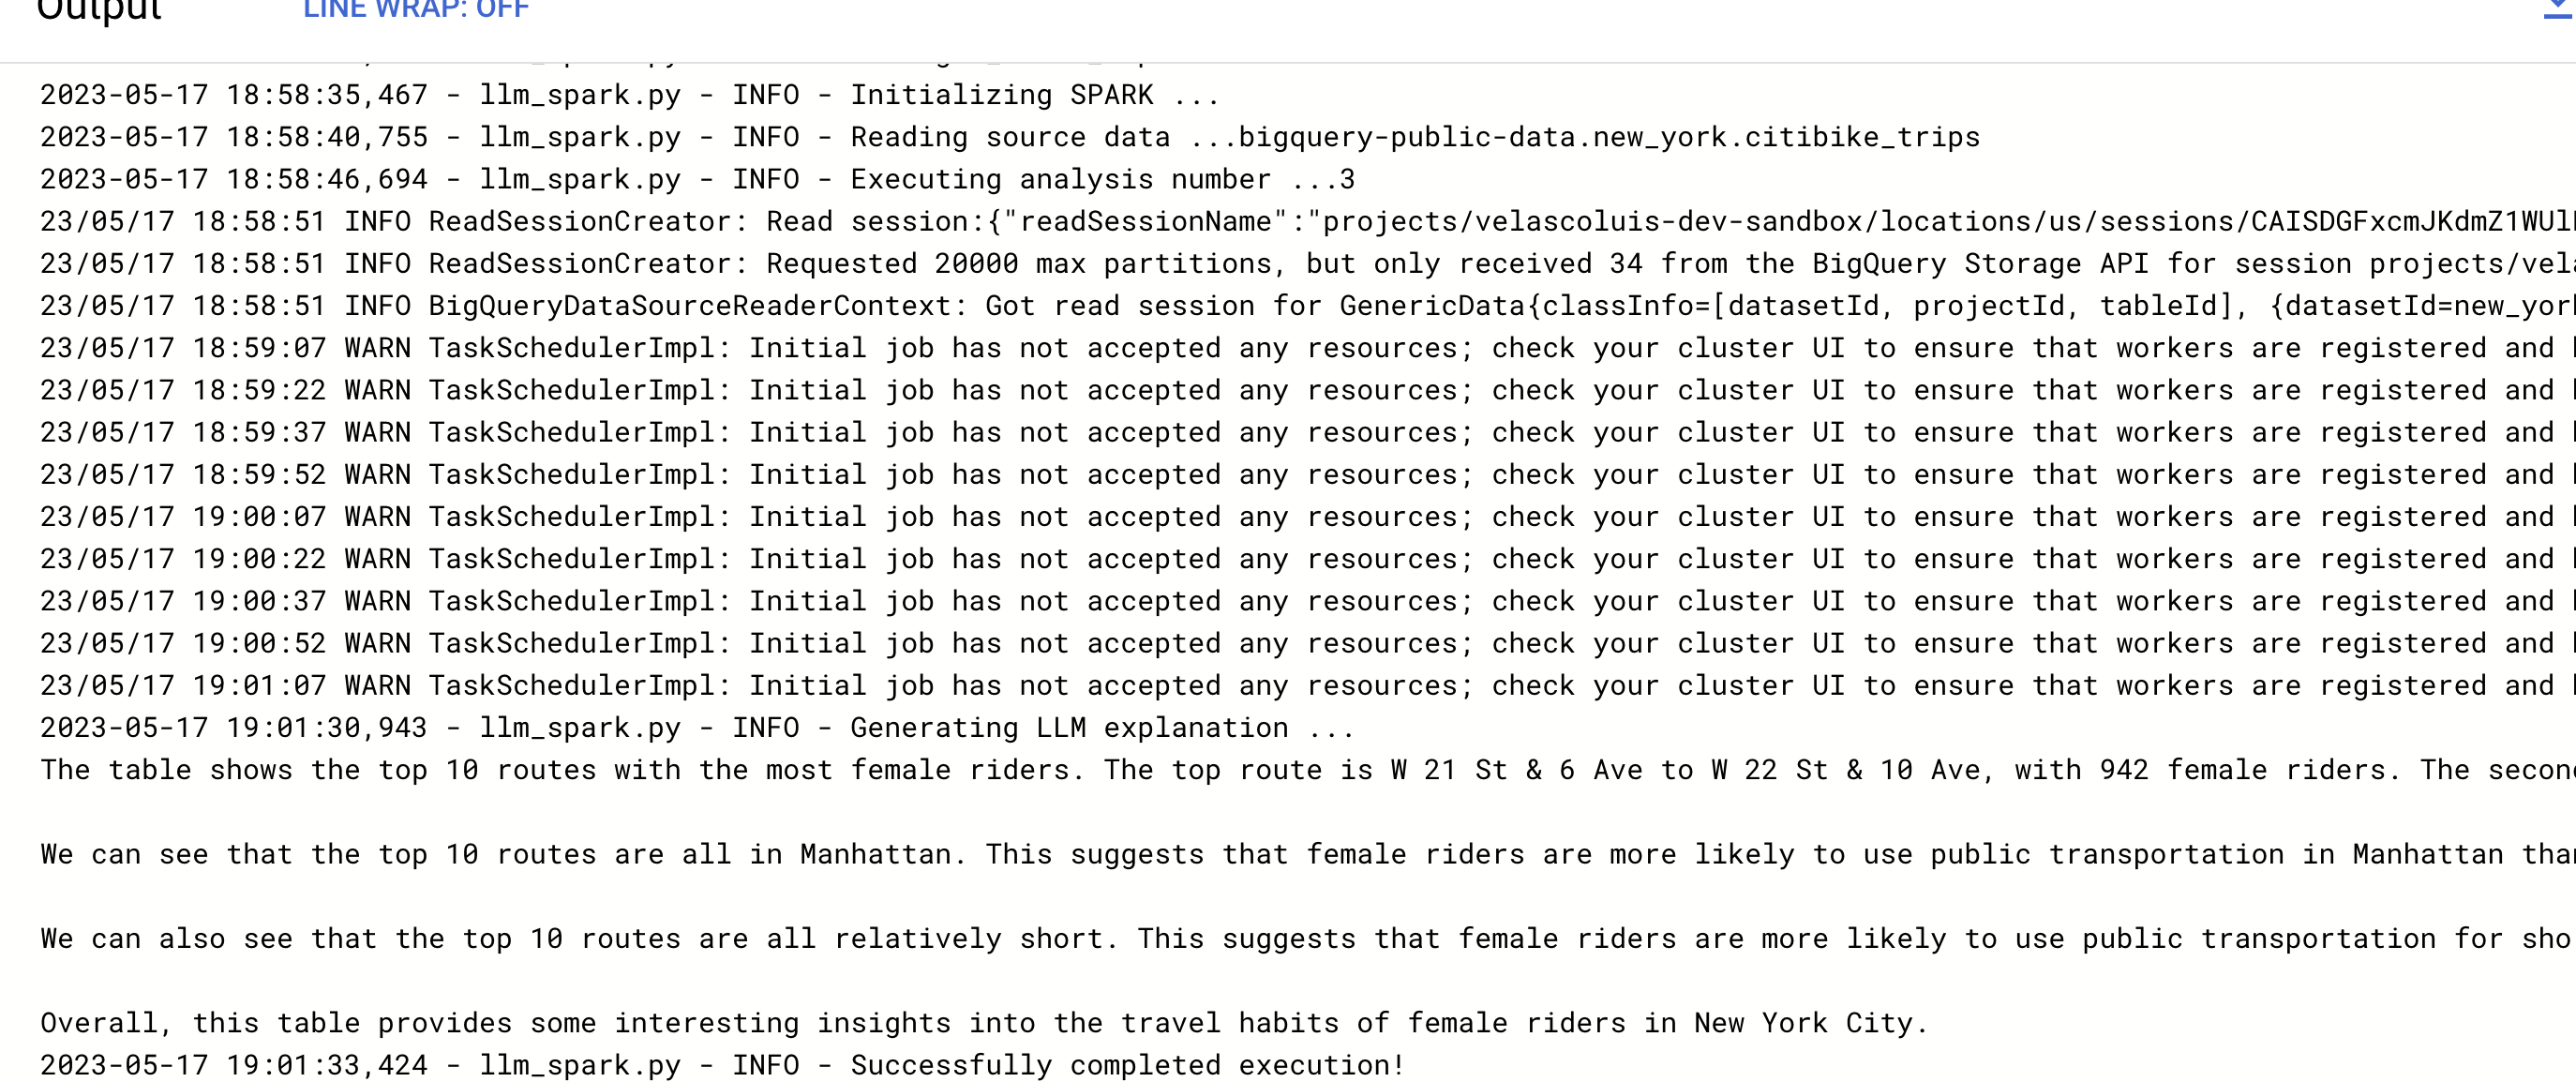 Output LINE WRAP: OFF
2023-05-17 18:58:35,467 - llm_spark.py - INFO - Initializing SPARK ...
2023-05-17 18:58:40,755 - llm_spark.py - INFO - Reading source data ...bigquery-public-data.new_york.citibike_trips
2023-05-17 18:58:46,694 - llm_spark.py - INFO - Executing analysis number ...3
23/05/17 18:58:51 INFO ReadSessionCreator: Read session:{"readSessionName":"projects/velascoluis-dev-sandbox/locations/us/sessions/CAISDGFxcmJKdmZ1WUl
23/05/17 18:58:51 INFO ReadSessionCreator: Requested 20000 max partitions, but only received 34 from the BigQuery Storage API for session projects/vela
23/05/17 18:58:51 INFO BigQueryDataSourceReaderContext: Got read session for GenericData{classInfo=[datasetId, projectId, tableId], {datasetId=new_york
23/05/17 18:59:07 WARN TaskSchedulerImpl: Initial job has not accepted any resources; check your cluster UI to ensure that workers are registered and
23/05/17 18:59:22 WARN TaskSchedulerImpl: Initial job has not accepted any resources; check your cluster UI to ensure that workers are registered and
23/05/17 18:59:37 WARN TaskSchedulerImpl: Initial job has not accepted any resources; check your cluster UI to ensure that workers are registered and
23/05/17 18:59:52 WARN TaskSchedulerImpl: Initial job has not accepted any resources; check your cluster UI to ensure that workers are registered and
23/05/17 19:00:07 WARN TaskSchedulerImpl: Initial job has not accepted any resources; check your cluster UI to ensure that workers are registered and
23/05/17 19:00:22 WARN TaskSchedulerImpl: Initial job has not accepted any resources; check your cluster UI to ensure that workers are registered and
23/05/17 19:00:37 WARN TaskSchedulerImpl: Initial job has not accepted any resources; check your cluster UI to ensure that workers are registered and
23/05/17 19:00:52 WARN TaskSchedulerImpl: Initial job has not accepted any resources; check your cluster UI to ensure that workers are registered and
23/05/17 19:01:07 WARN TaskSchedulerImpl: Initial job has not accepted any resources; check your cluster UI to ensure that workers are registered and
2023-05-17 19:01:30,943 - llm_spark.py - INFO - Generating LLM explanation ...
The table shows the top 10 routes with the most female riders. The top route is W 21 St & 6 Ave to W 22 St & 10 Ave, with 942 female riders. The secon
We can see that the top 10 routes are all in Manhattan. This suggests that female riders are more likely to use public transportation in Manhattan tha
We can also see that the top 10 routes are all relatively short. This suggests that female riders are more likely to use public transportation for sho
Overall, this table provides some interesting insights into the travel habits of female riders in New York City.
2023-05-17 19:01:33,424 - llm_spark.py - INFO - Successfully completed execution!